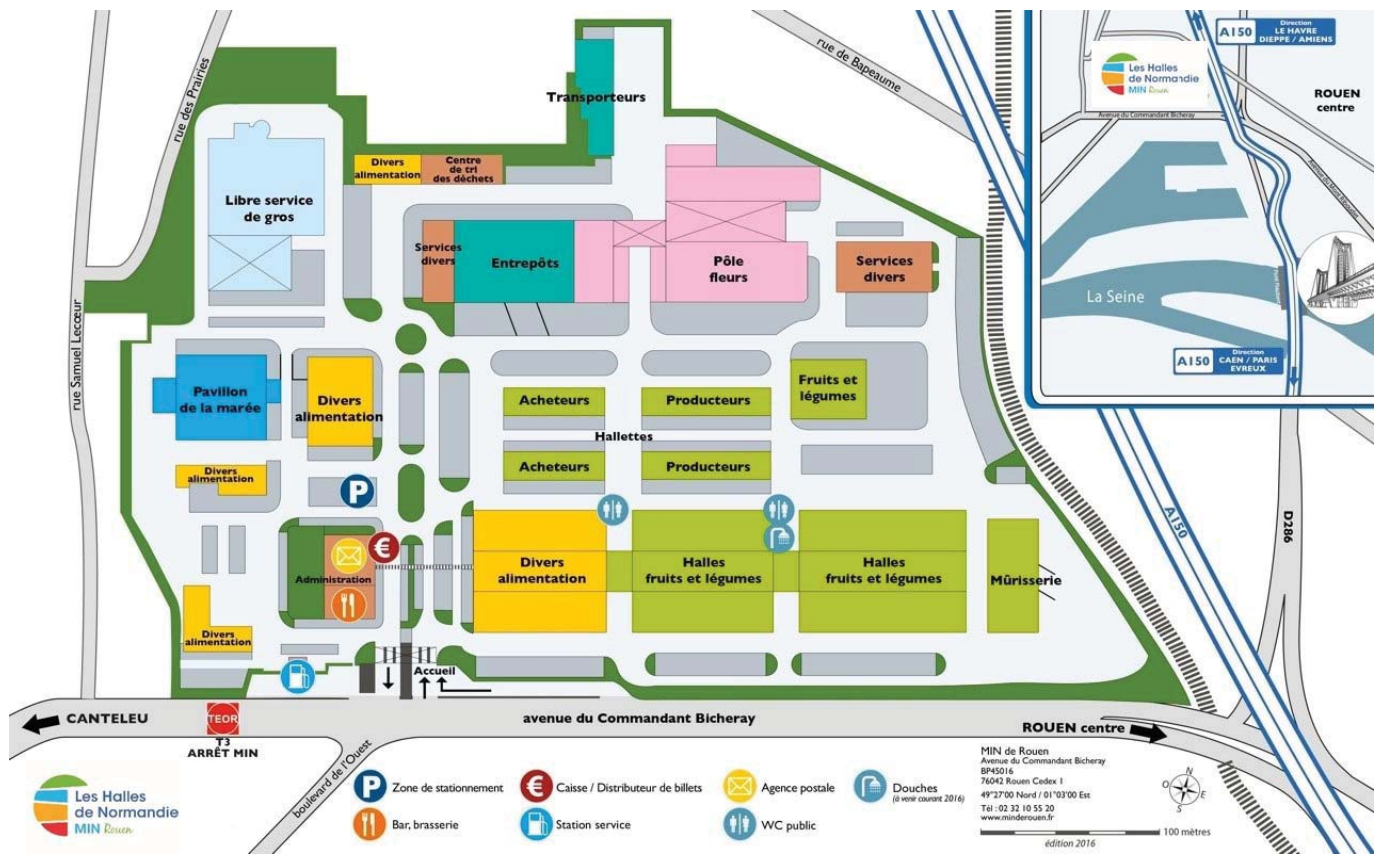 rue des Prairies
rue de Bapeaume
Transporteurs
Divers
alimentation
Centre
de tri
des déchets
Libre service
de gros
Services
divers
Entrepôts
Pôle
fleurs
Services
divers
rue Samuel Lecœur
Pavillon
de la marée
Divers
alimentation
Divers
alimentation
Acheteurs
Producteurs
Hallettes
Acheteurs
Producteurs
Fruits et
légumes
P
€
Administration
Divers
alimentation
Divers
alimentation
Halles
fruits et légumes
Halles
fruits et légumes
Mûrisserie
Accueil
A150
D286
A150
Direction
LE HAVRE
DIEPPE / AMIENS
Les Halles
de Normandie
MIN Rouen
ROUEN
centre
Avenue du Commandant Bicheray
Avenue du Mont Riboudet
La Seine
A150
Direction
CAEN / PARIS
EVREUX
CANTELEU
TEOR
T3
ARRÊT MIN
boulevard de l'Ouest
avenue du Commandant Bicheray
ROUEN centre
Les Halles
de Normandie
MIN Rouen
P Zone de stationnement
€ Caisse / Distributeur de billets
Agence postale
Douches
(à venir courant 2016)
Bar, brasserie
Station service
WC public
MIN de Rouen
Avenue du Commandant Bicheray
BP45016
76042 Rouen Cedex 1
49°27'00 Nord / 01°03'00 Est
Tél : 02 32 10 55 20
www.minderouen.fr
N
O
E
S
100 mètres
édition 2016